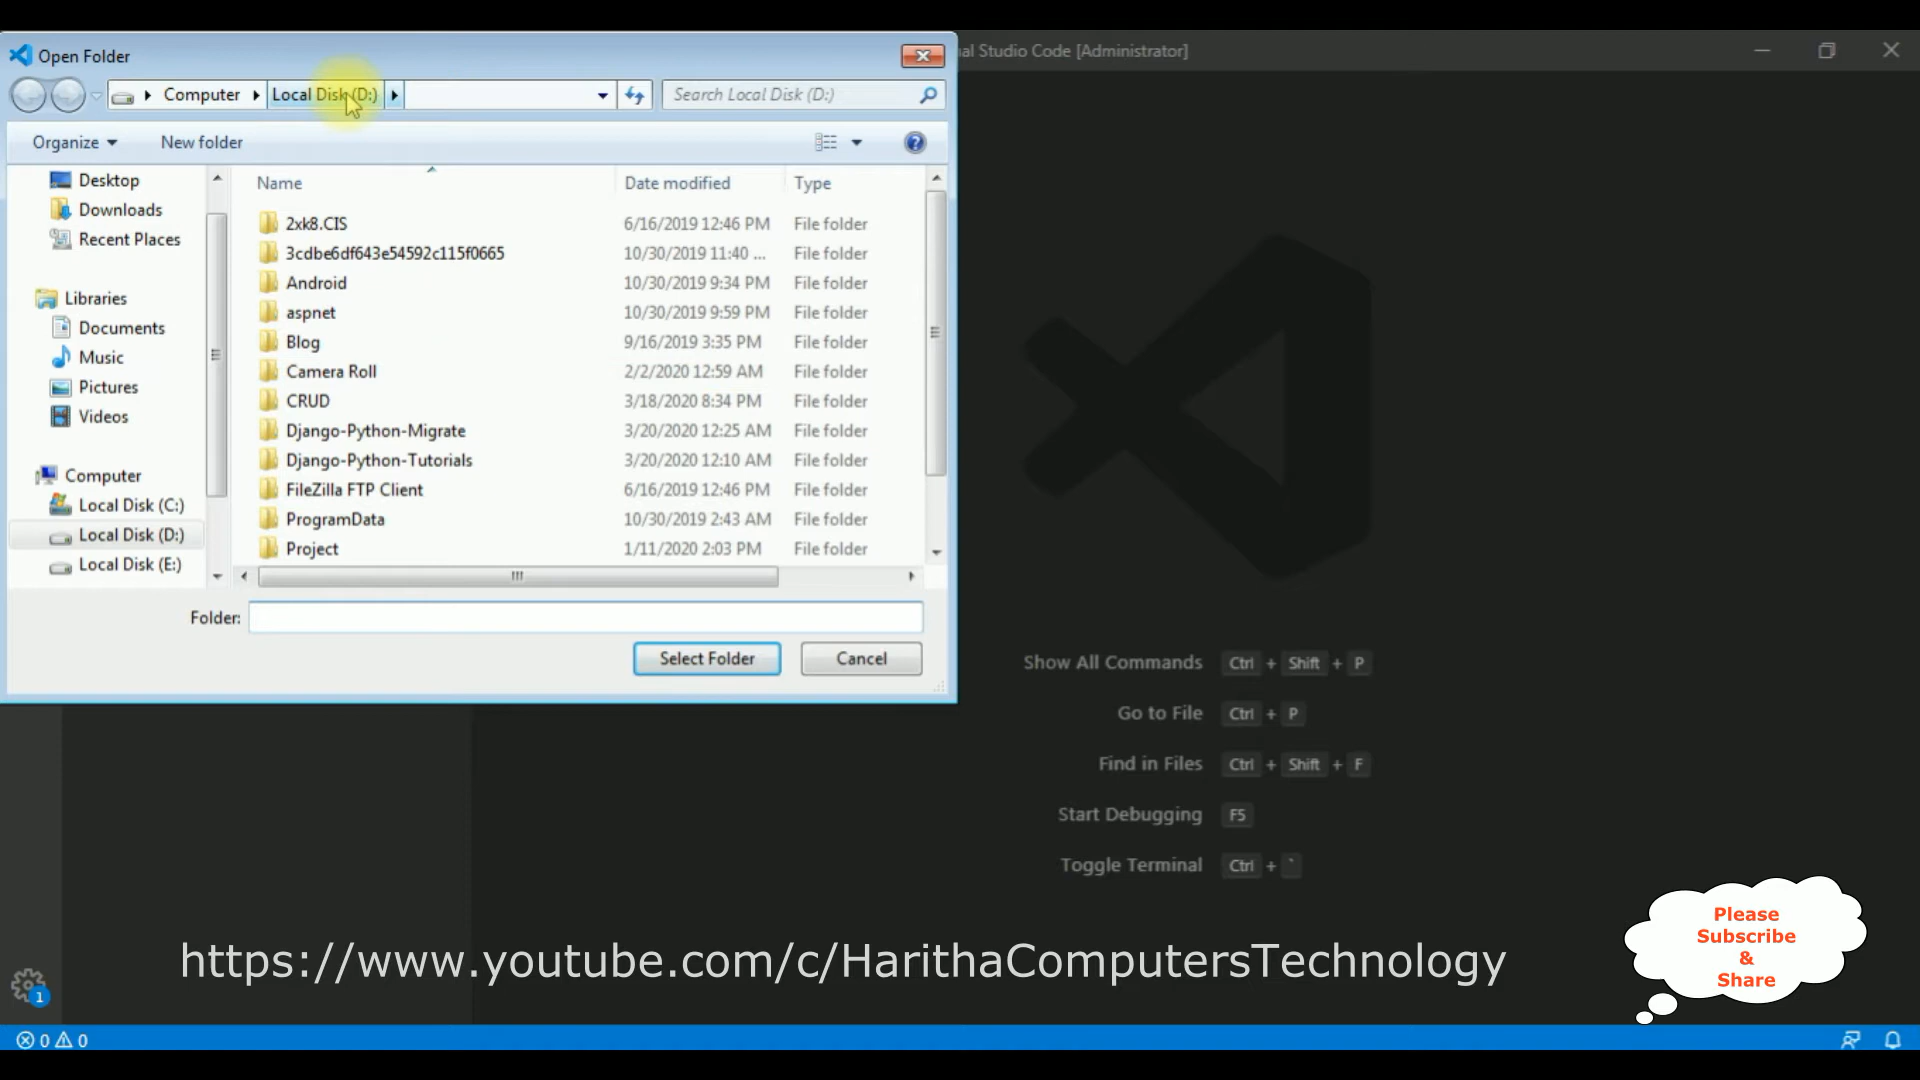 Open Folder
ual Studio Code [Administrator]
Computer
Local Disk (D:)
Search Local Disk (D:)
Organize
New folder
Desktop
Downloads
Recent Places
Libraries
Documents
Music
Pictures
Videos
Computer
Local Disk (C:)
Local Disk (D:)
Local Disk (E:)
Name Date modified Type
2xk8.CIS 6/16/2019 12:46 PM File folder
3cdbe6df643e54592c115f0665 10/30/2019 11:40 ... File folder
Android 10/30/2019 9:34 PM File folder
aspnet 10/30/2019 9:59 PM File folder
Blog 9/16/2019 3:35 PM File folder
Camera Roll 2/2/2020 12:59 AM File folder
CRUD 3/18/2020 8:34 PM File folder
Django-Python-Migrate 3/20/2020 12:25 AM File folder
Django-Python-Tutorials 3/20/2020 12:10 AM File folder
FileZilla FTP Client 6/16/2019 12:46 PM File folder
ProgramData 10/30/2019 2:43 AM File folder
Project 1/11/2020 2:03 PM File folder
Folder:
Select Folder
Cancel
Show All Commands Ctrl + Shift + P
Go to File Ctrl + P
Find in Files Ctrl + Shift + F
Start Debugging F5
Toggle Terminal Ctrl + `
https://www.youtube.com/c/HarithaComputersTechnology
Please
Subscribe
&
Share
1
0 0